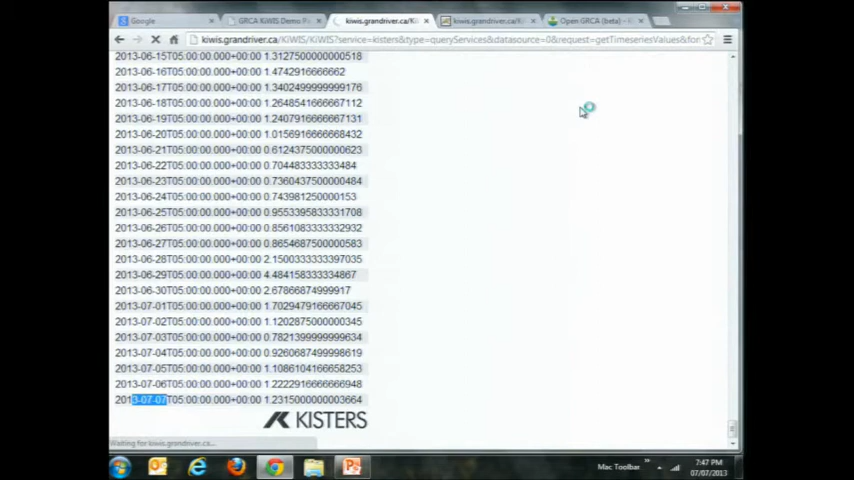 Google
GRCA KiWIS Demo P
kiwis.grandriver.ca/Ki
kiwis.grandriver.ca/KiWIS
Open GRCA (beta) - K
kiwis.grandriver.ca/KiWIS/KiWIS?service=kisters&type=queryServices&datasource=0&request=getTimeseriesValues&for
2013-06-15T05:00:00.000+00:00 1.3127500000000518
2013-06-16T05:00:00.000+00:00 1.4742916666662
2013-06-17T05:00:00.000+00:00 1.3402499999999176
2013-06-18T05:00:00.000+00:00 1.2648541666667112
2013-06-19T05:00:00.000+00:00 1.2407916666667131
2013-06-20T05:00:00.000+00:00 1.0156916666668432
2013-06-21T05:00:00.000+00:00 0.6124375000000623
2013-06-22T05:00:00.000+00:00 0.704483333333484
2013-06-23T05:00:00.000+00:00 0.7360437500000484
2013-06-24T05:00:00.000+00:00 0.743981250000153
2013-06-25T05:00:00.000+00:00 0.9553395833331708
2013-06-26T05:00:00.000+00:00 0.8561083333332932
2013-06-27T05:00:00.000+00:00 0.8654687500000583
2013-06-28T05:00:00.000+00:00 2.1500333333397035
2013-06-29T05:00:00.000+00:00 4.484158333334867
2013-06-30T05:00:00.000+00:00 2.67866874999917
2013-07-01T05:00:00.000+00:00 1.7029479166667045
2013-07-02T05:00:00.000+00:00 1.1202875000000345
2013-07-03T05:00:00.000+00:00 0.7821399999999634
2013-07-04T05:00:00.000+00:00 0.9260687499998619
2013-07-05T05:00:00.000+00:00 1.1086104166658253
2013-07-06T05:00:00.000+00:00 1.2222916666666948
2013-07-07T05:00:00.000+00:00 1.2315000000003664
KISTERS
Waiting for kiwis.grandriver.ca...
Mac Toolbar
7:47 PM
07/07/2013